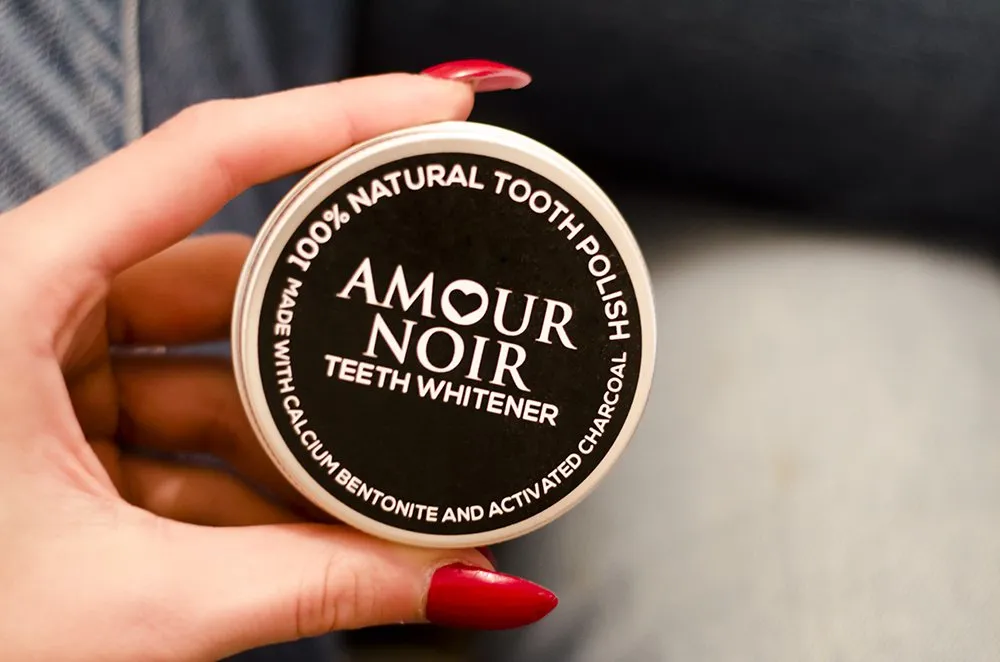 100% NATURAL TOOTH POLISH
AMOUR
NOIR
TEETH WHITENER
MADE WITH CALCIUM BENTONITE AND ACTIVATED CHARCOAL